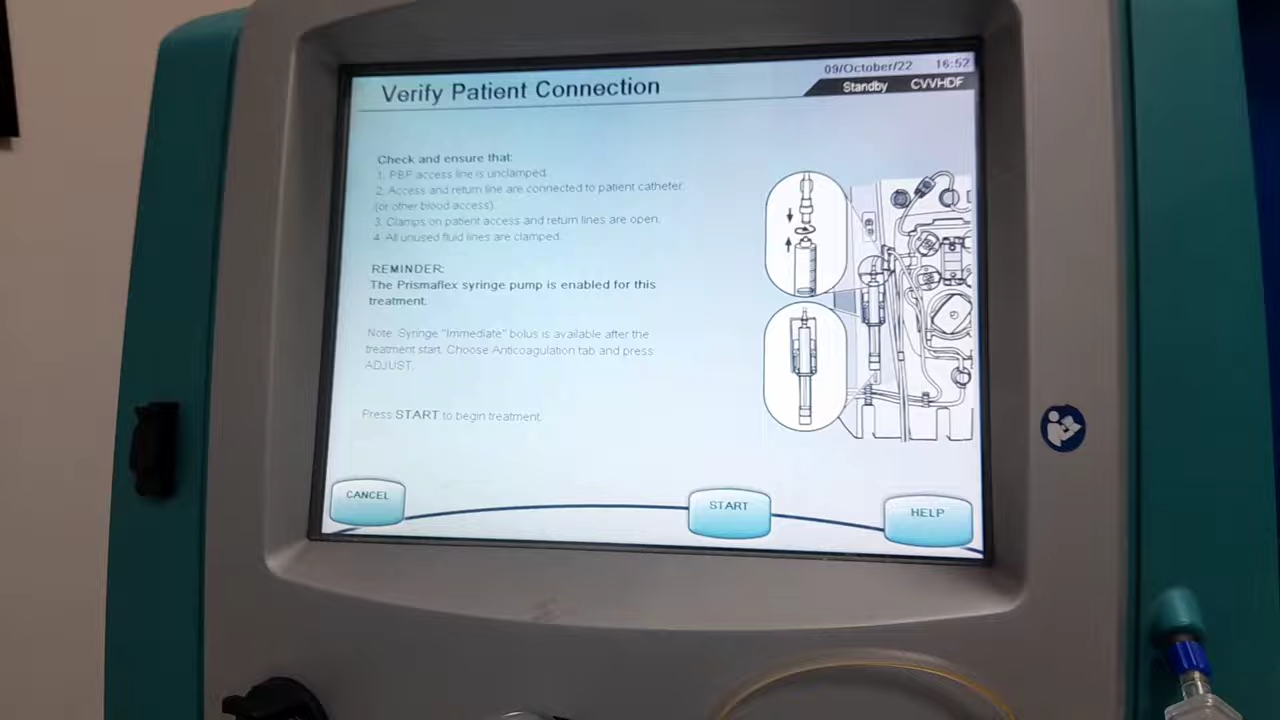 09/October/22 16:52
Verify Patient Connection
Standby CVVHDF
Check and ensure that:
1. PBP access line is unclamped.
2. Access and return line are connected to patient catheter
(or other blood access).
3. Clamps on patient access and return lines are open.
4. All unused fluid lines are clamped.
REMINDER:
The Prismaflex syringe pump is enabled for this
treatment.
Note: Syringe "Immediate" bolus is available after the
treatment start. Choose Anticoagulation tab and press
ADJUST.
Press START to begin treatment.
CANCEL
START
HELP